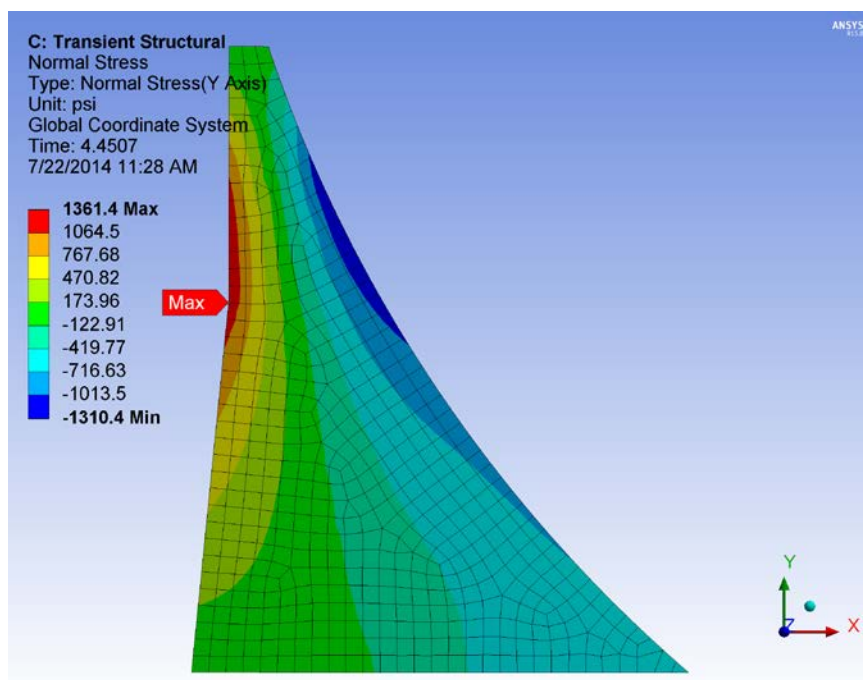 ANSYS
R15.0
C: Transient Structural
Normal Stress
Type: Normal Stress(Y Axis)
Unit: psi
Global Coordinate System
Time: 4.4507
7/22/2014 11:28 AM
1361.4 Max
1064.5
767.68
470.82
173.96
-122.91
-419.77
-716.63
-1013.5
-1310.4 Min
Max
Y
Z
X